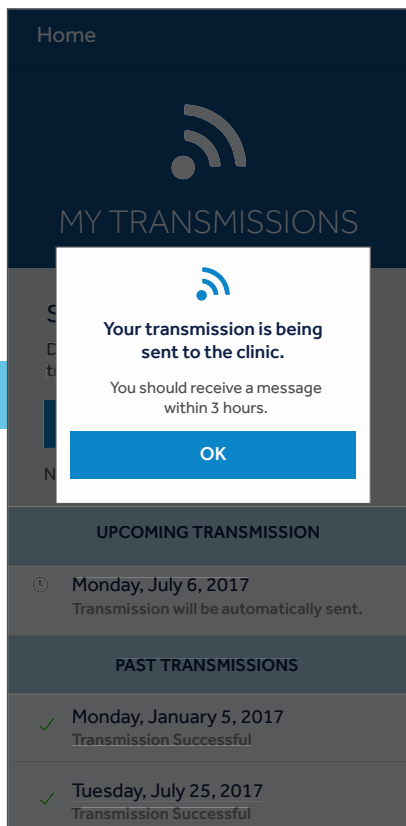 Home
MY TRANSMISSIONS
S
D
Your transmission is being
sent to the clinic.
You should receive a message
within 3 hours.
OK
N
UPCOMING TRANSMISSION
Monday, July 6, 2017
Transmission will be automatically sent.
PAST TRANSMISSIONS
Monday, January 5, 2017
Transmission Successful
Tuesday, July 25, 2017
Transmission Successful